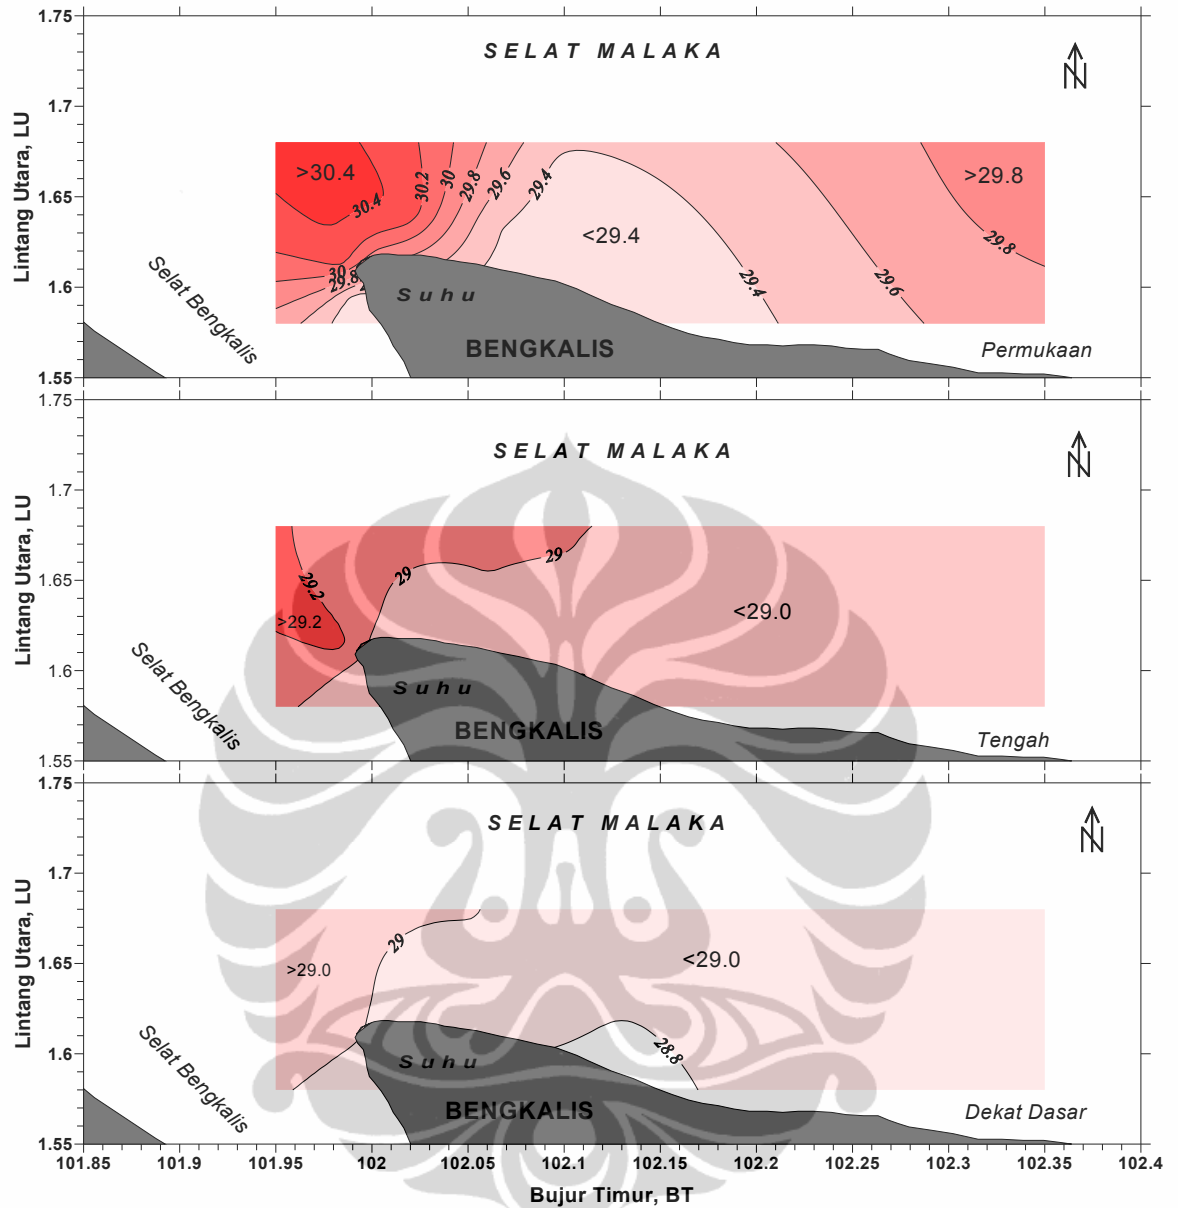 1.75
SELAT MALAKA
N
1.7
Lintang Utara, LU
>30.4
30.2
30
29.8
29.6
29.4
>29.8
1.65
30.4
<29.4
29.8
Selat Bengkalis
30
29.8
29.4
29.6
1.6
Suhu
BENGKALIS
Permukaan
1.55
1.75
SELAT MALAKA
N
1.7
Lintang Utara, LU
29
29
1.65
29.2
>29.2
<29.0
Selat Bengkalis
1.6
Suhu
BENGKALIS
Tengah
1.55
1.75
SELAT MALAKA
N
1.7
Lintang Utara, LU
29
>29.0
<29.0
1.65
Selat Bengkalis
1.6
28.8
Suhu
BENGKALIS
Dekat Dasar
1.55
101.85 101.9 101.95 102 102.05 102.1 102.15 102.2 102.25 102.3 102.35 102.4
Bujur Timur, BT